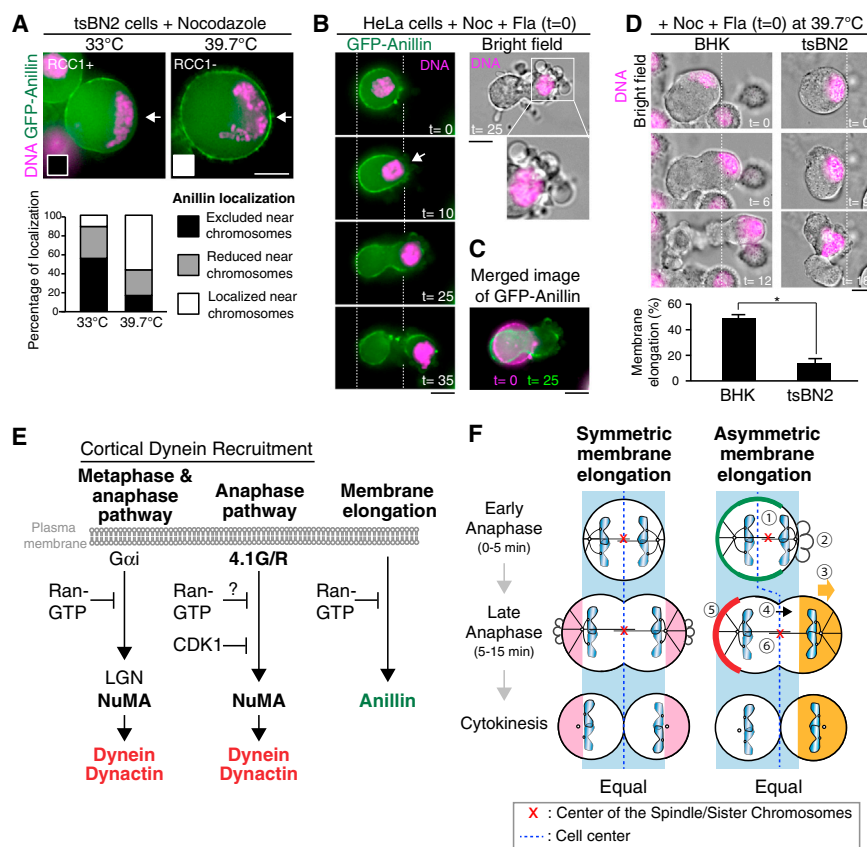 A
tsBN2 cells + Nocodazole
33°C
39.7°C
RCC1+
RCC1-
DNA GFP-Anillin
Percentage of localization
100
80
60
40
20
0
33°C
39.7°C
Anillin localization
Excluded near
chromosomes
Reduced near
chromosomes
Localized near
chromosomes
B
HeLa cells + Noc + Fla (t=0)
GFP-Anillin
Bright field
DNA
DNA
t= 0
t= 10
t= 25
t= 35
t= 25
C
Merged image
of GFP-Anillin
t= 0
t= 25
D
+ Noc + Fla (t=0) at 39.7°C
BHK
tsBN2
DNA
Bright field
t= 0
t= 6
t= 12
t= 0
Membrane
elongation (%)
60
40
20
0
*
BHK
tsBN2
E
Cortical Dynein Recruitment
Metaphase &
anaphase
pathway
Anaphase
pathway
Membrane
elongation
Plasma
membrane
Gαi
4.1G/R
Ran-
GTP
Ran-
GTP
?
Ran-
GTP
CDK1
LGN
NuMA
NuMA
Anillin
Dynein
Dynactin
Dynein
Dynactin
F
Symmetric
membrane
elongation
Asymmetric
membrane
elongation
Early
Anaphase
(0-5 min)
Late
Anaphase
(5-15 min)
Cytokinesis
①
②
③
④
⑤
⑥
Equal
Equal
X : Center of the Spindle/Sister Chromosomes
: Cell center